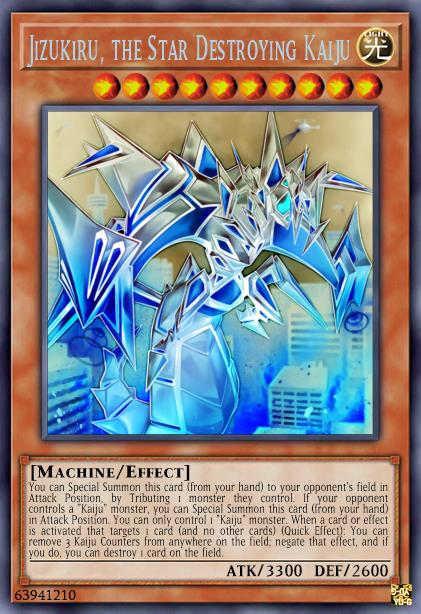 Jizukiru, the Star Destroying Kaiju
LIGHT
光
[Machine/Effect]
You can Special Summon this card (from your hand) to your opponent's field in
Attack Position, by Tributing 1 monster they control. If your opponent
controls a "Kaiju" monster, you can Special Summon this card (from your hand)
in Attack Position. You can only control 1 "Kaiju" monster. When a card or effect
is activated that targets 1 card (and no other cards) (Quick Effect): You can
remove 3 Kaiju Counters from anywhere on the field; negate that effect, and if
you do, you can destroy 1 card on the field.
ATK/3300 DEF/2600
63941210